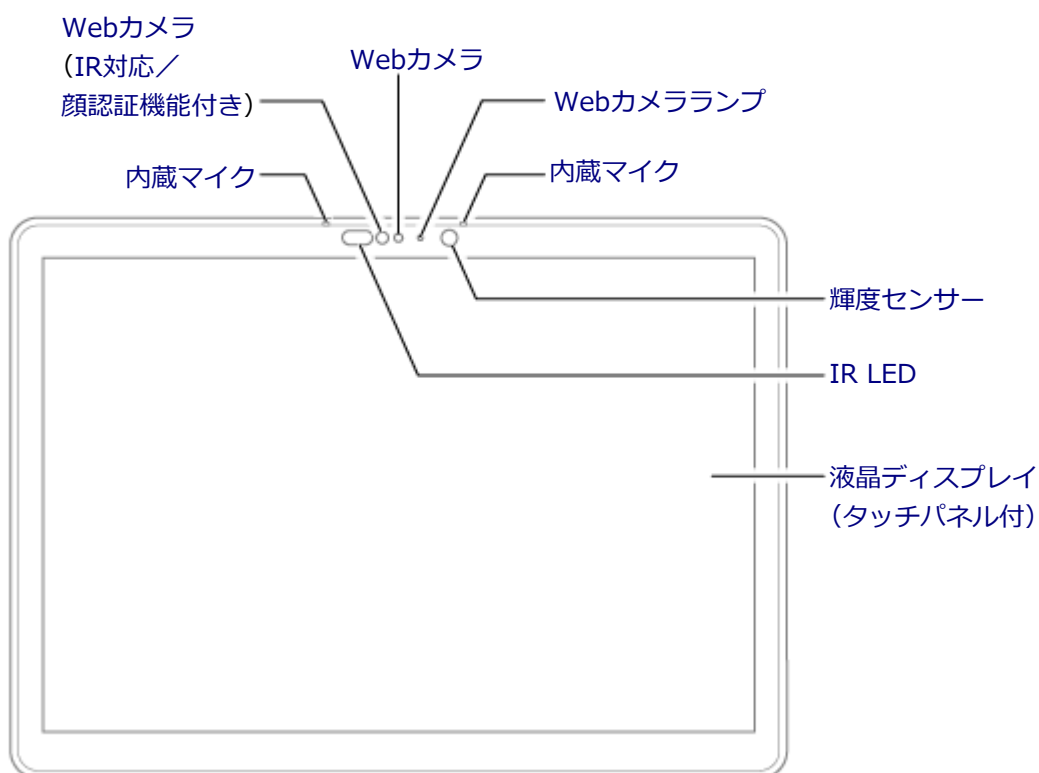 Webカメラ
（IR対応／
顔認証機能付き）
Webカメラ
Webカメラランプ
内蔵マイク
内蔵マイク
輝度センサー
IR LED
液晶ディスプレイ
（タッチパネル付）